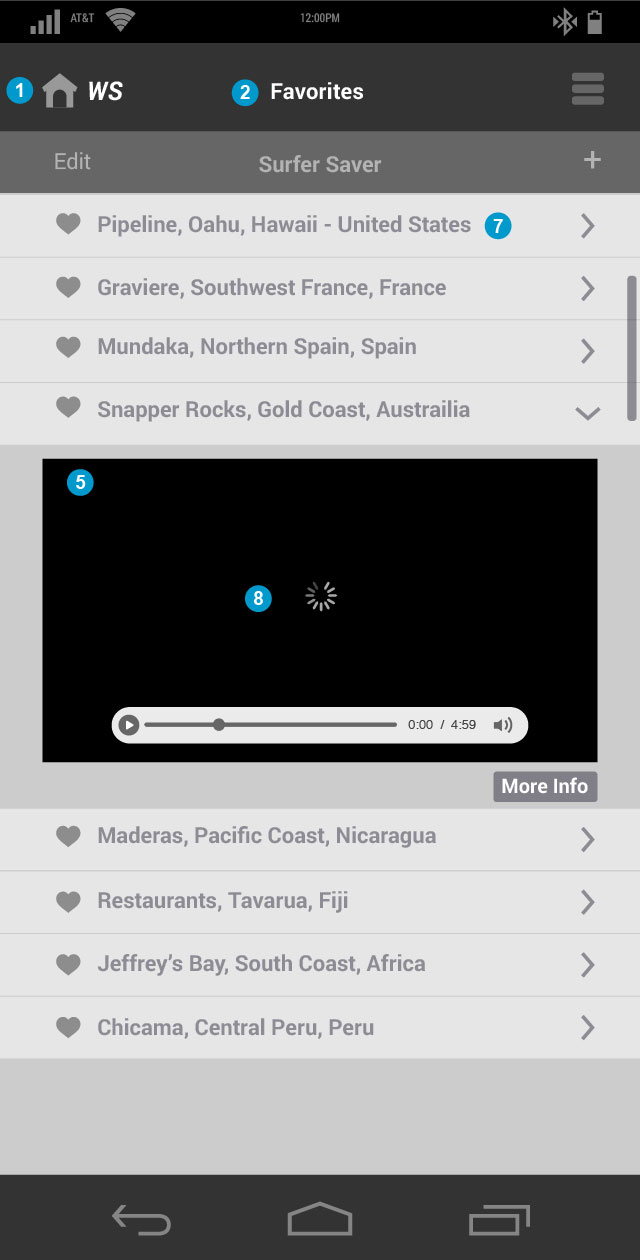 AT&T 12:00PM
1 WS 2 Favorites
Edit Surfer Saver +
Pipeline, Oahu, Hawaii - United States 7
Graviere, Southwest France, France
Mundaka, Northern Spain, Spain
Snapper Rocks, Gold Coast, Austrailia
5
8
0:00 / 4:59
More Info
Maderas, Pacific Coast, Nicaragua
Restaurants, Tavarua, Fiji
Jeffrey’s Bay, South Coast, Africa
Chicama, Central Peru, Peru